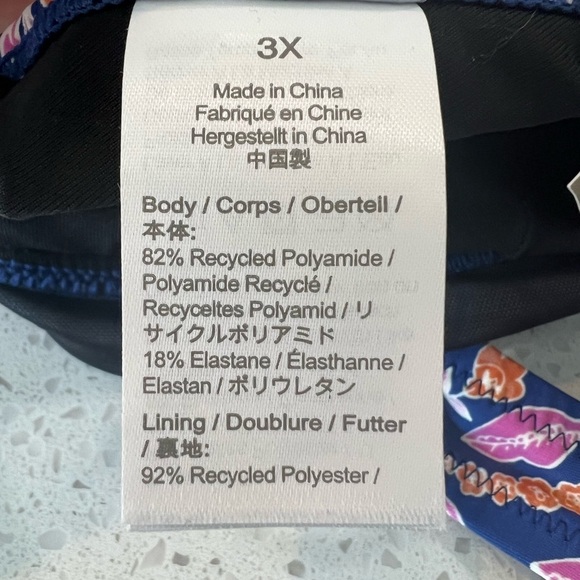 3X
Made in China
Fabriqué en Chine
Hergestellt in China
中国製
Body / Corps / Oberteil /
本体:
82% Recycled Polyamide /
Polyamide Recyclé /
Recyceltes Polyamid / リ
サイクルポリアミド
18% Elastane / Élasthanne /
Elastan / ポリウレタン
Lining / Doublure / Futter
/ 裏地:
92% Recycled Polyester /